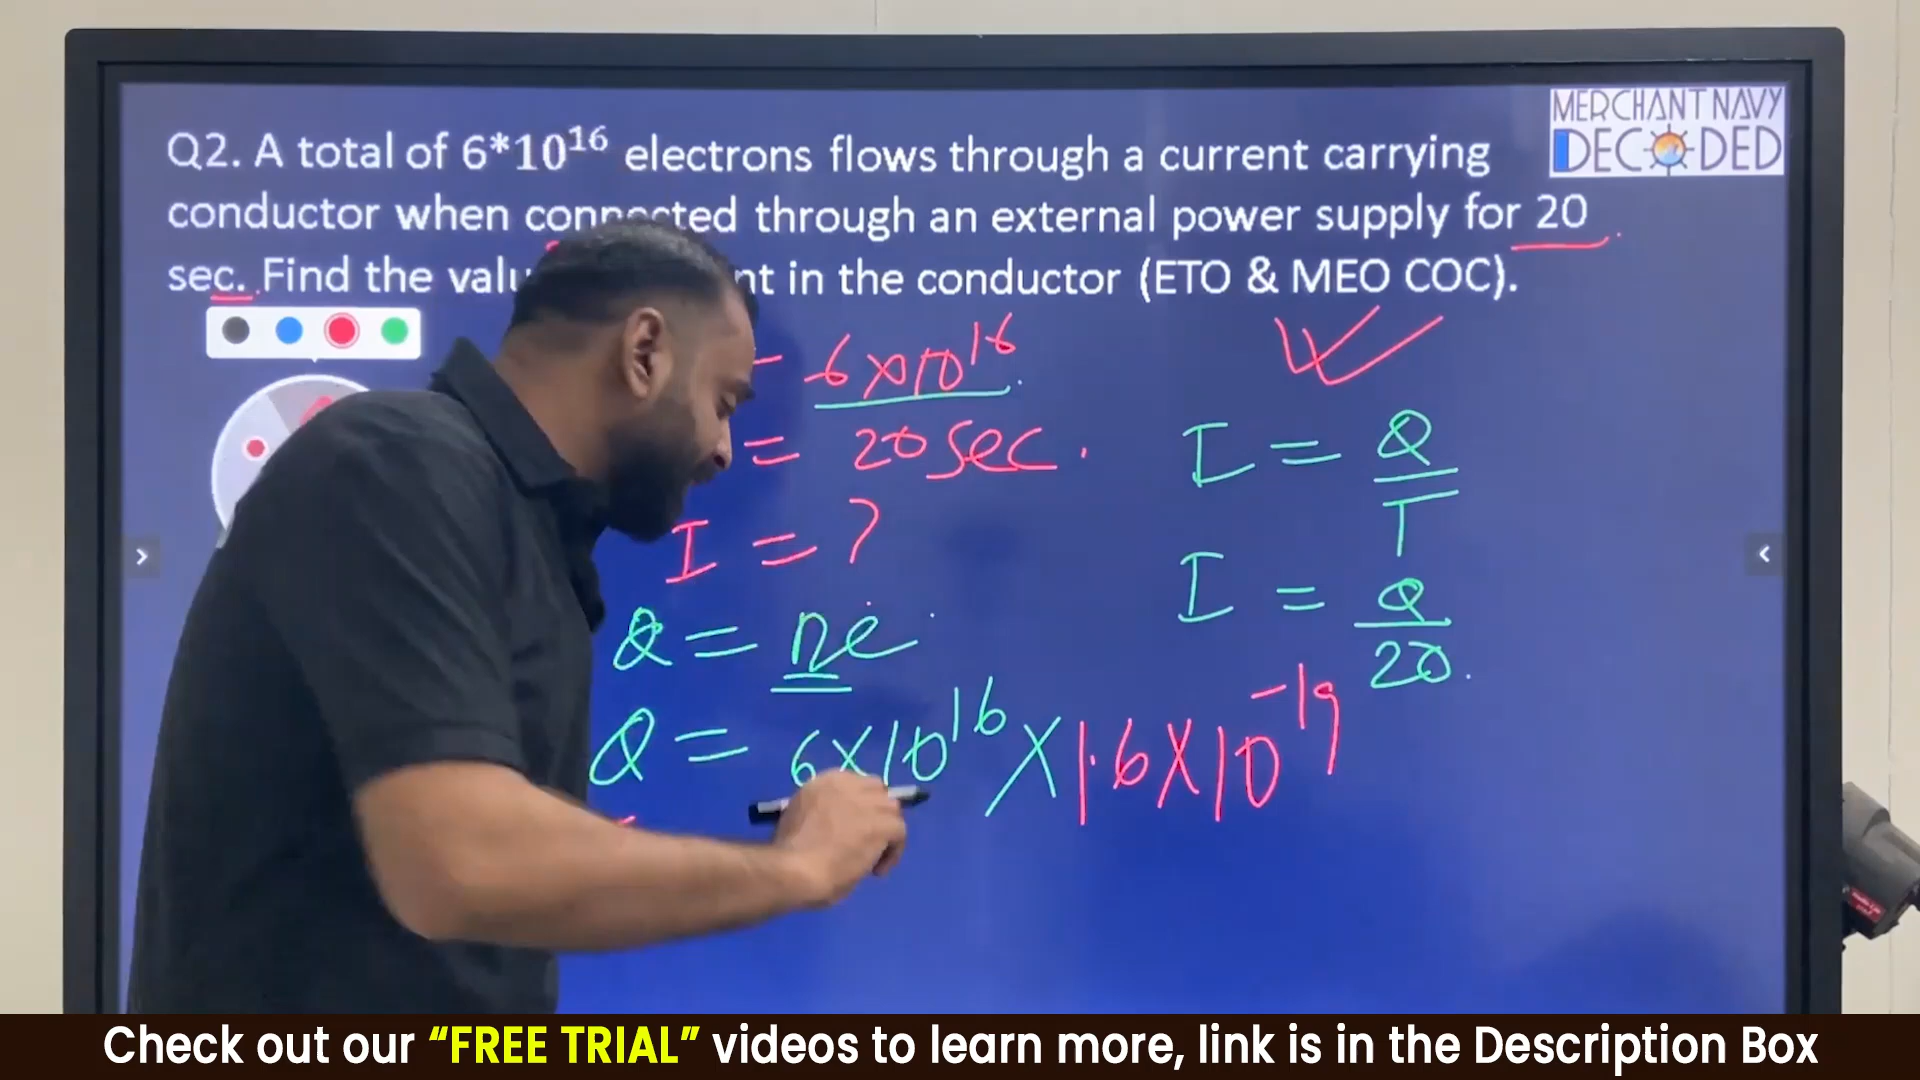 MERCHANT NAVY
DECODED
Q2. A total of 6*10¹⁶ electrons flows through a current carrying
conductor when connected through an external power supply for 20
sec. Find the valu nt in the conductor (ETO & MEO COC).
= 6×10¹⁶
= 20 sec.
I = ?
Q = ne
Q = 6×10¹⁶ × 1.6×10⁻¹⁹
I = Q/T
I = Q/20
Check out our “FREE TRIAL” videos to learn more, link is in the Description Box